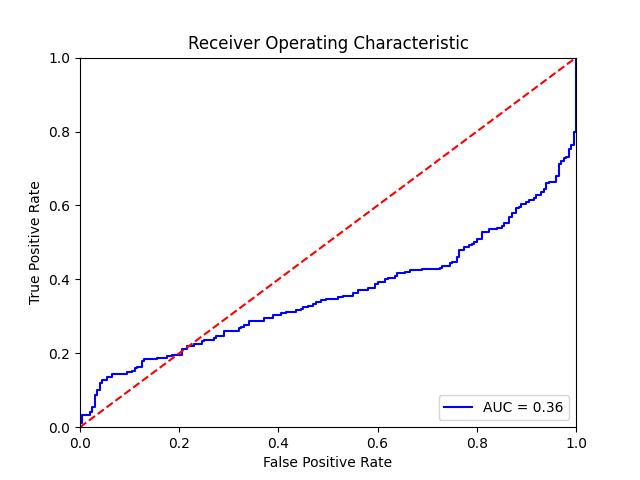 Receiver Operating Characteristic
True Positive Rate
1.0
0.8
0.6
0.4
0.2
0.0
AUC = 0.36
0.0 0.2 0.4 0.6 0.8 1.0
False Positive Rate